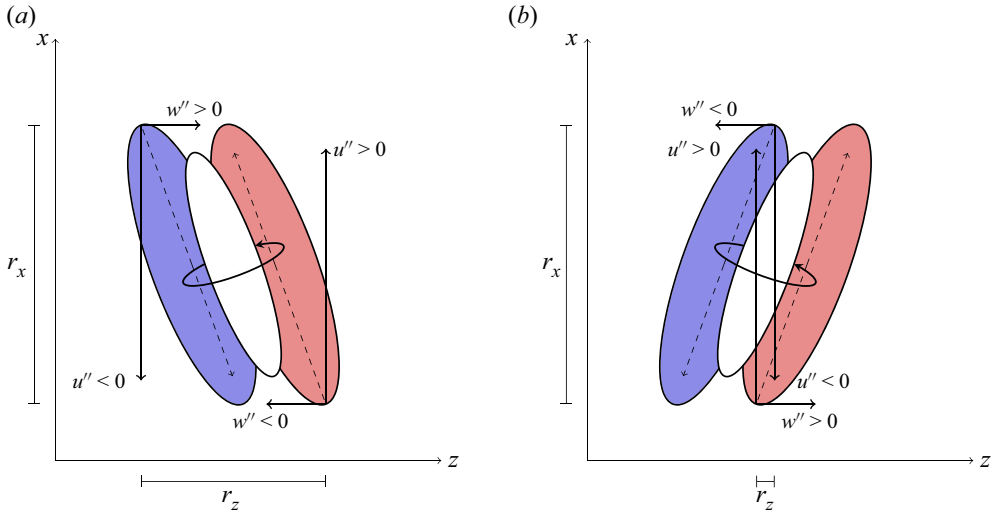 (a)
x
w″ > 0
u″ > 0
r_x
u″ < 0
w″ < 0
z
r_z
(b)
x
w″ < 0
u″ > 0
r_x
u″ < 0
w″ > 0
z
r_z